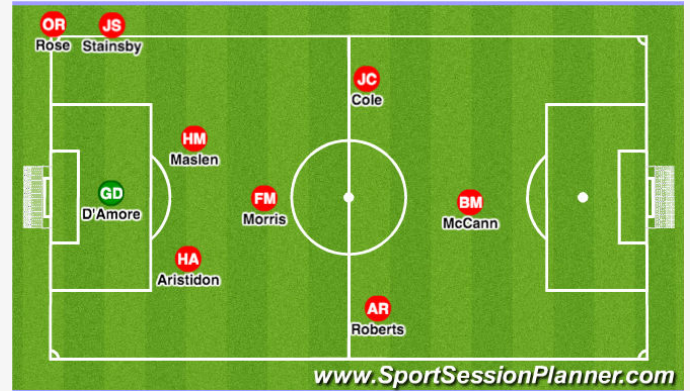 OR
Rose
JS
Stainsby
JC
Cole
HM
Maslen
GD
D'Amore
FM
Morris
BM
McCann
HA
Aristidon
AR
Roberts
www.SportSessionPlanner.com